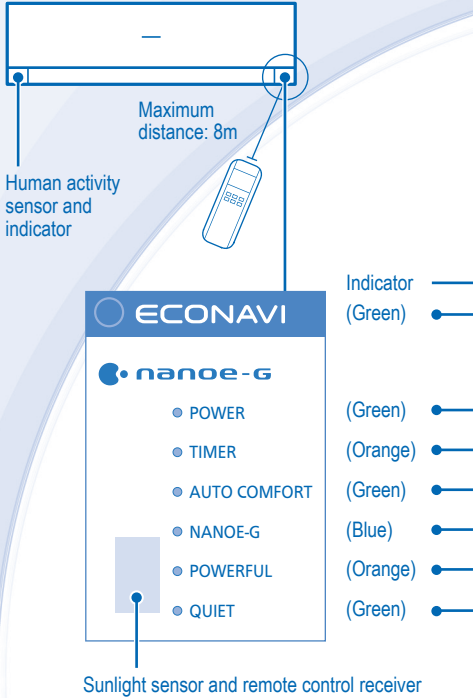 Maximum
distance: 8m
Human activity
sensor and
indicator
Indicator
ECONAVI (Green)
nanoe-G
POWER (Green)
TIMER (Orange)
AUTO COMFORT (Green)
NANOE-G (Blue)
POWERFUL (Orange)
QUIET (Green)
Sunlight sensor and remote control receiver